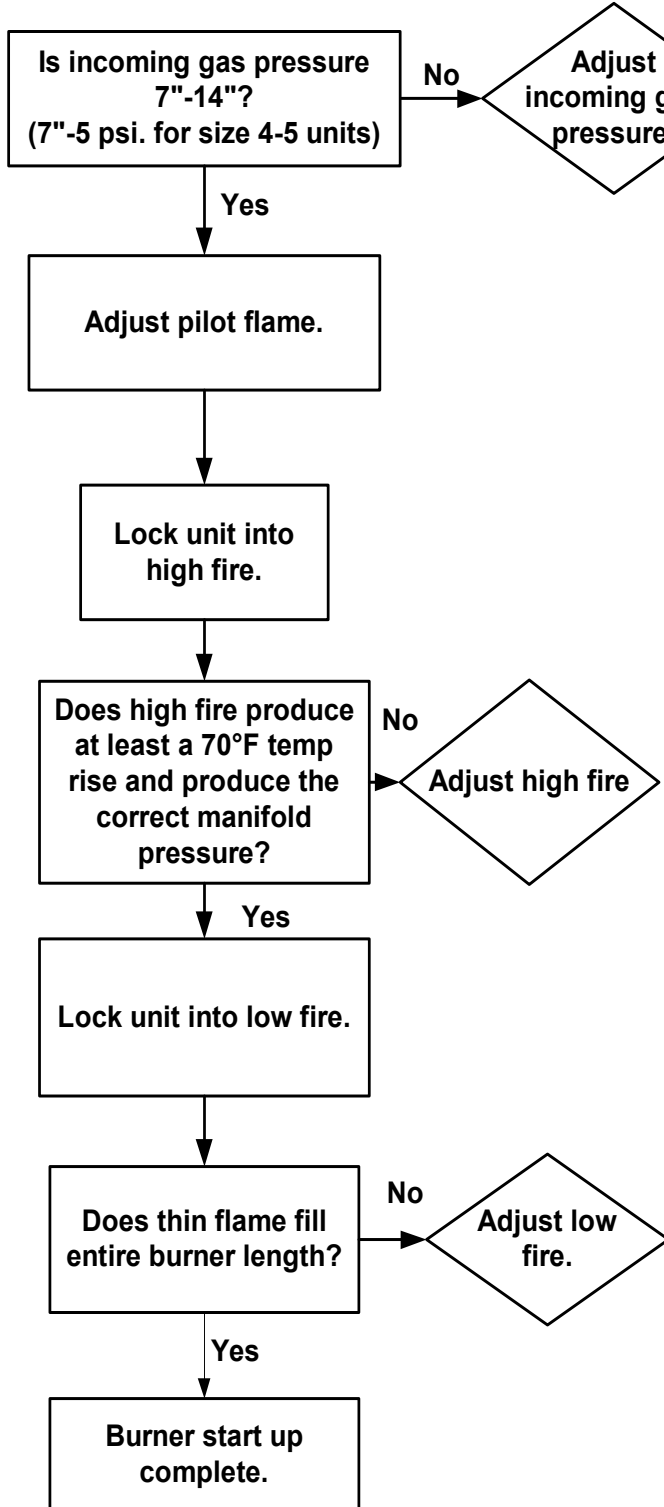 Is incoming gas pressure
7"-14"?
(7"-5 psi. for size 4-5 units)
No
Adjust
incoming
pressure
Yes
Adjust pilot flame.
Lock unit into
high fire.
Does high fire produce
at least a 70°F temp
rise and produce the
correct manifold
pressure?
No
Adjust high fire
Yes
Lock unit into low fire.
Does thin flame fill
entire burner length?
No
Adjust low
fire.
Yes
Burner start up
complete.